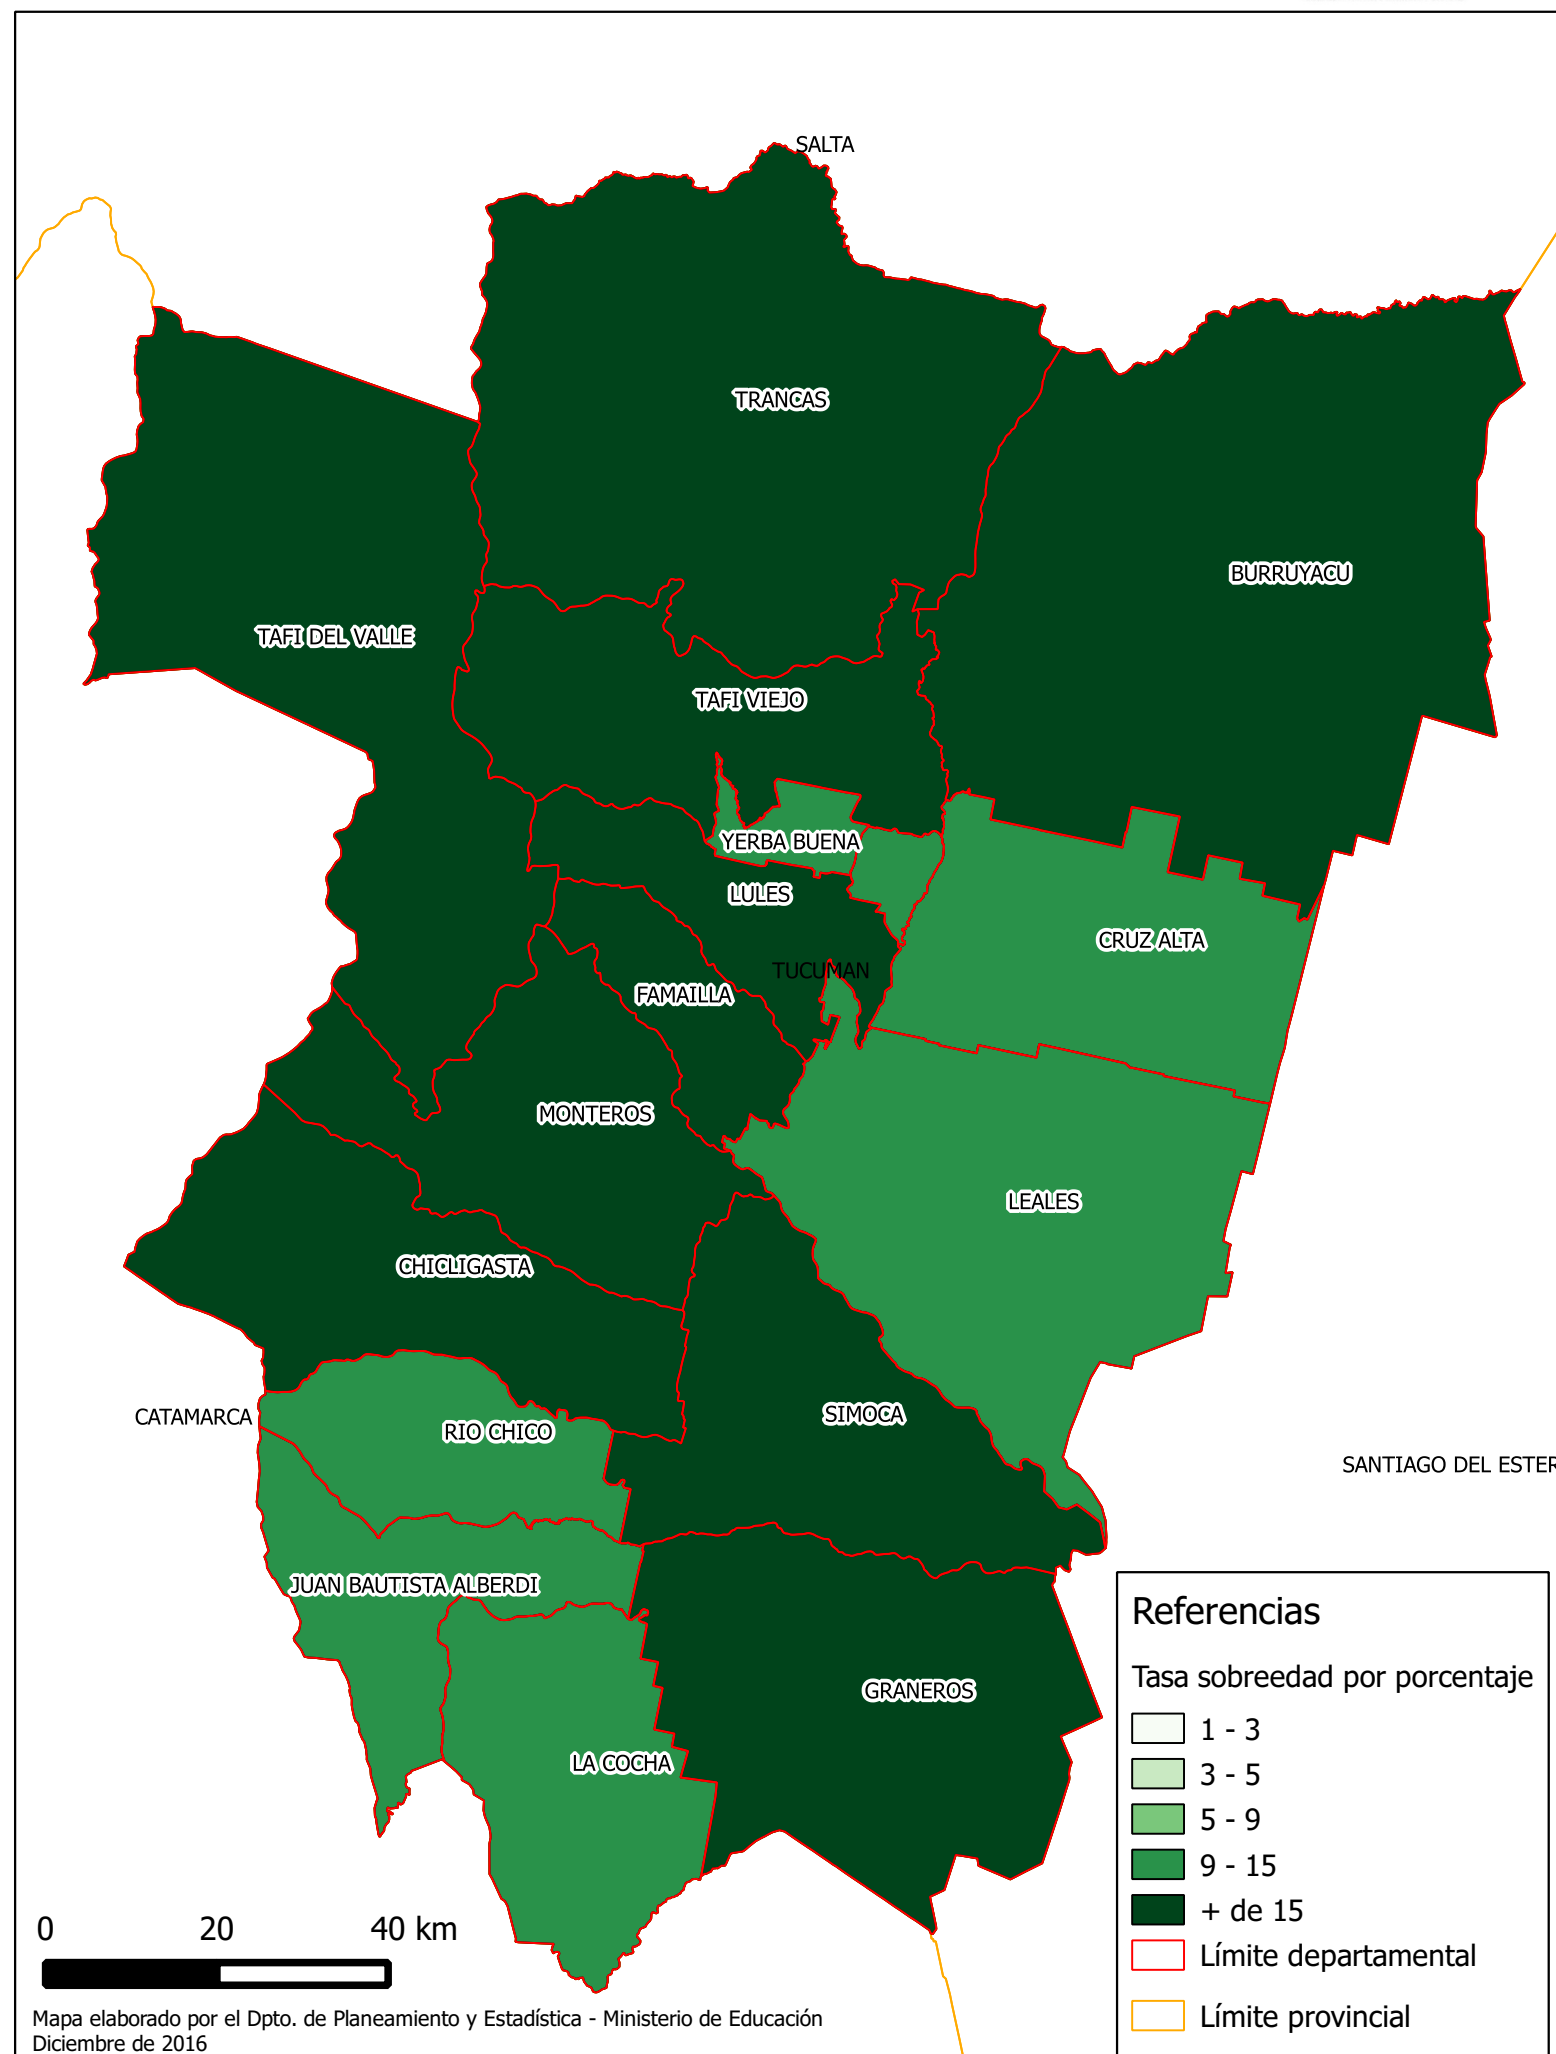 SALTA
TRANCAS
BURRUYACU
TAFI DEL VALLE
TAFI VIEJO
YERBA BUENA
LULES
CRUZ ALTA
TUCUMAN
FAMAILLA
MONTEROS
LEALES
CHICLIGASTA
SIMOCA
CATAMARCA
RIO CHICO
SANTIAGO DEL ESTER
JUAN BAUTISTA ALBERDI
GRANEROS
LA COCHA
Referencias
Tasa sobreedad por porcentaje
1 - 3
3 - 5
5 - 9
9 - 15
+ de 15
Límite departamental
Límite provincial
0 20 40 km
Mapa elaborado por el Dpto. de Planeamiento y Estadística - Ministerio de Educación
Diciembre de 2016